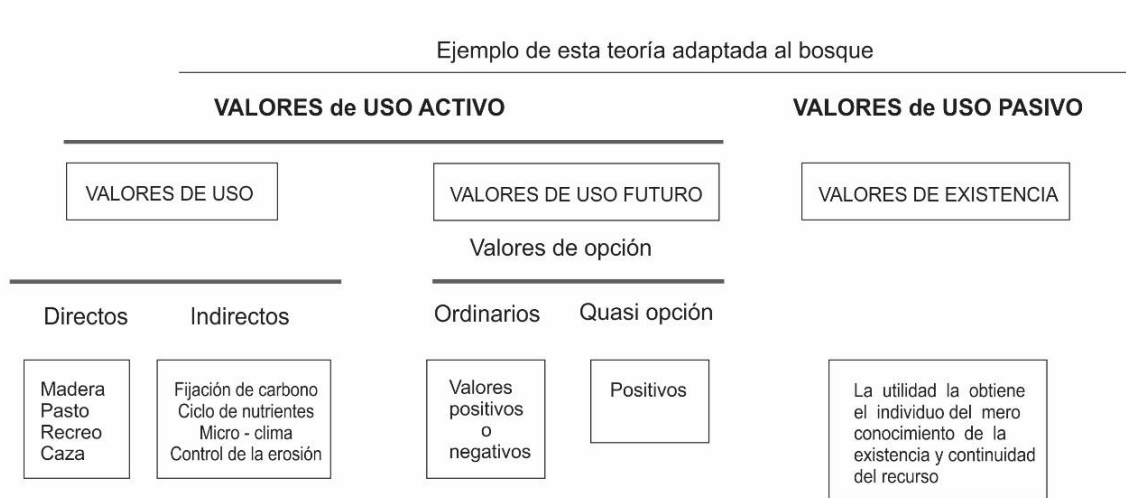 Ejemplo de esta teoría adaptada al bosque
VALORES de USO ACTIVO
VALORES de USO PASIVO
VALORES DE USO
VALORES DE USO FUTURO
VALORES DE EXISTENCIA
Valores de opción
Directos
Indirectos
Ordinarios
Quasi opción
Madera
Pasto
Recreo
Caza
Fijación de carbono
Ciclo de nutrientes
Micro - clima
Control de la erosión
Valores
positivos
o
negativos
Positivos
La utilidad la obtiene
el individuo del mero
conocimiento de la
existencia y continuidad
del recurso